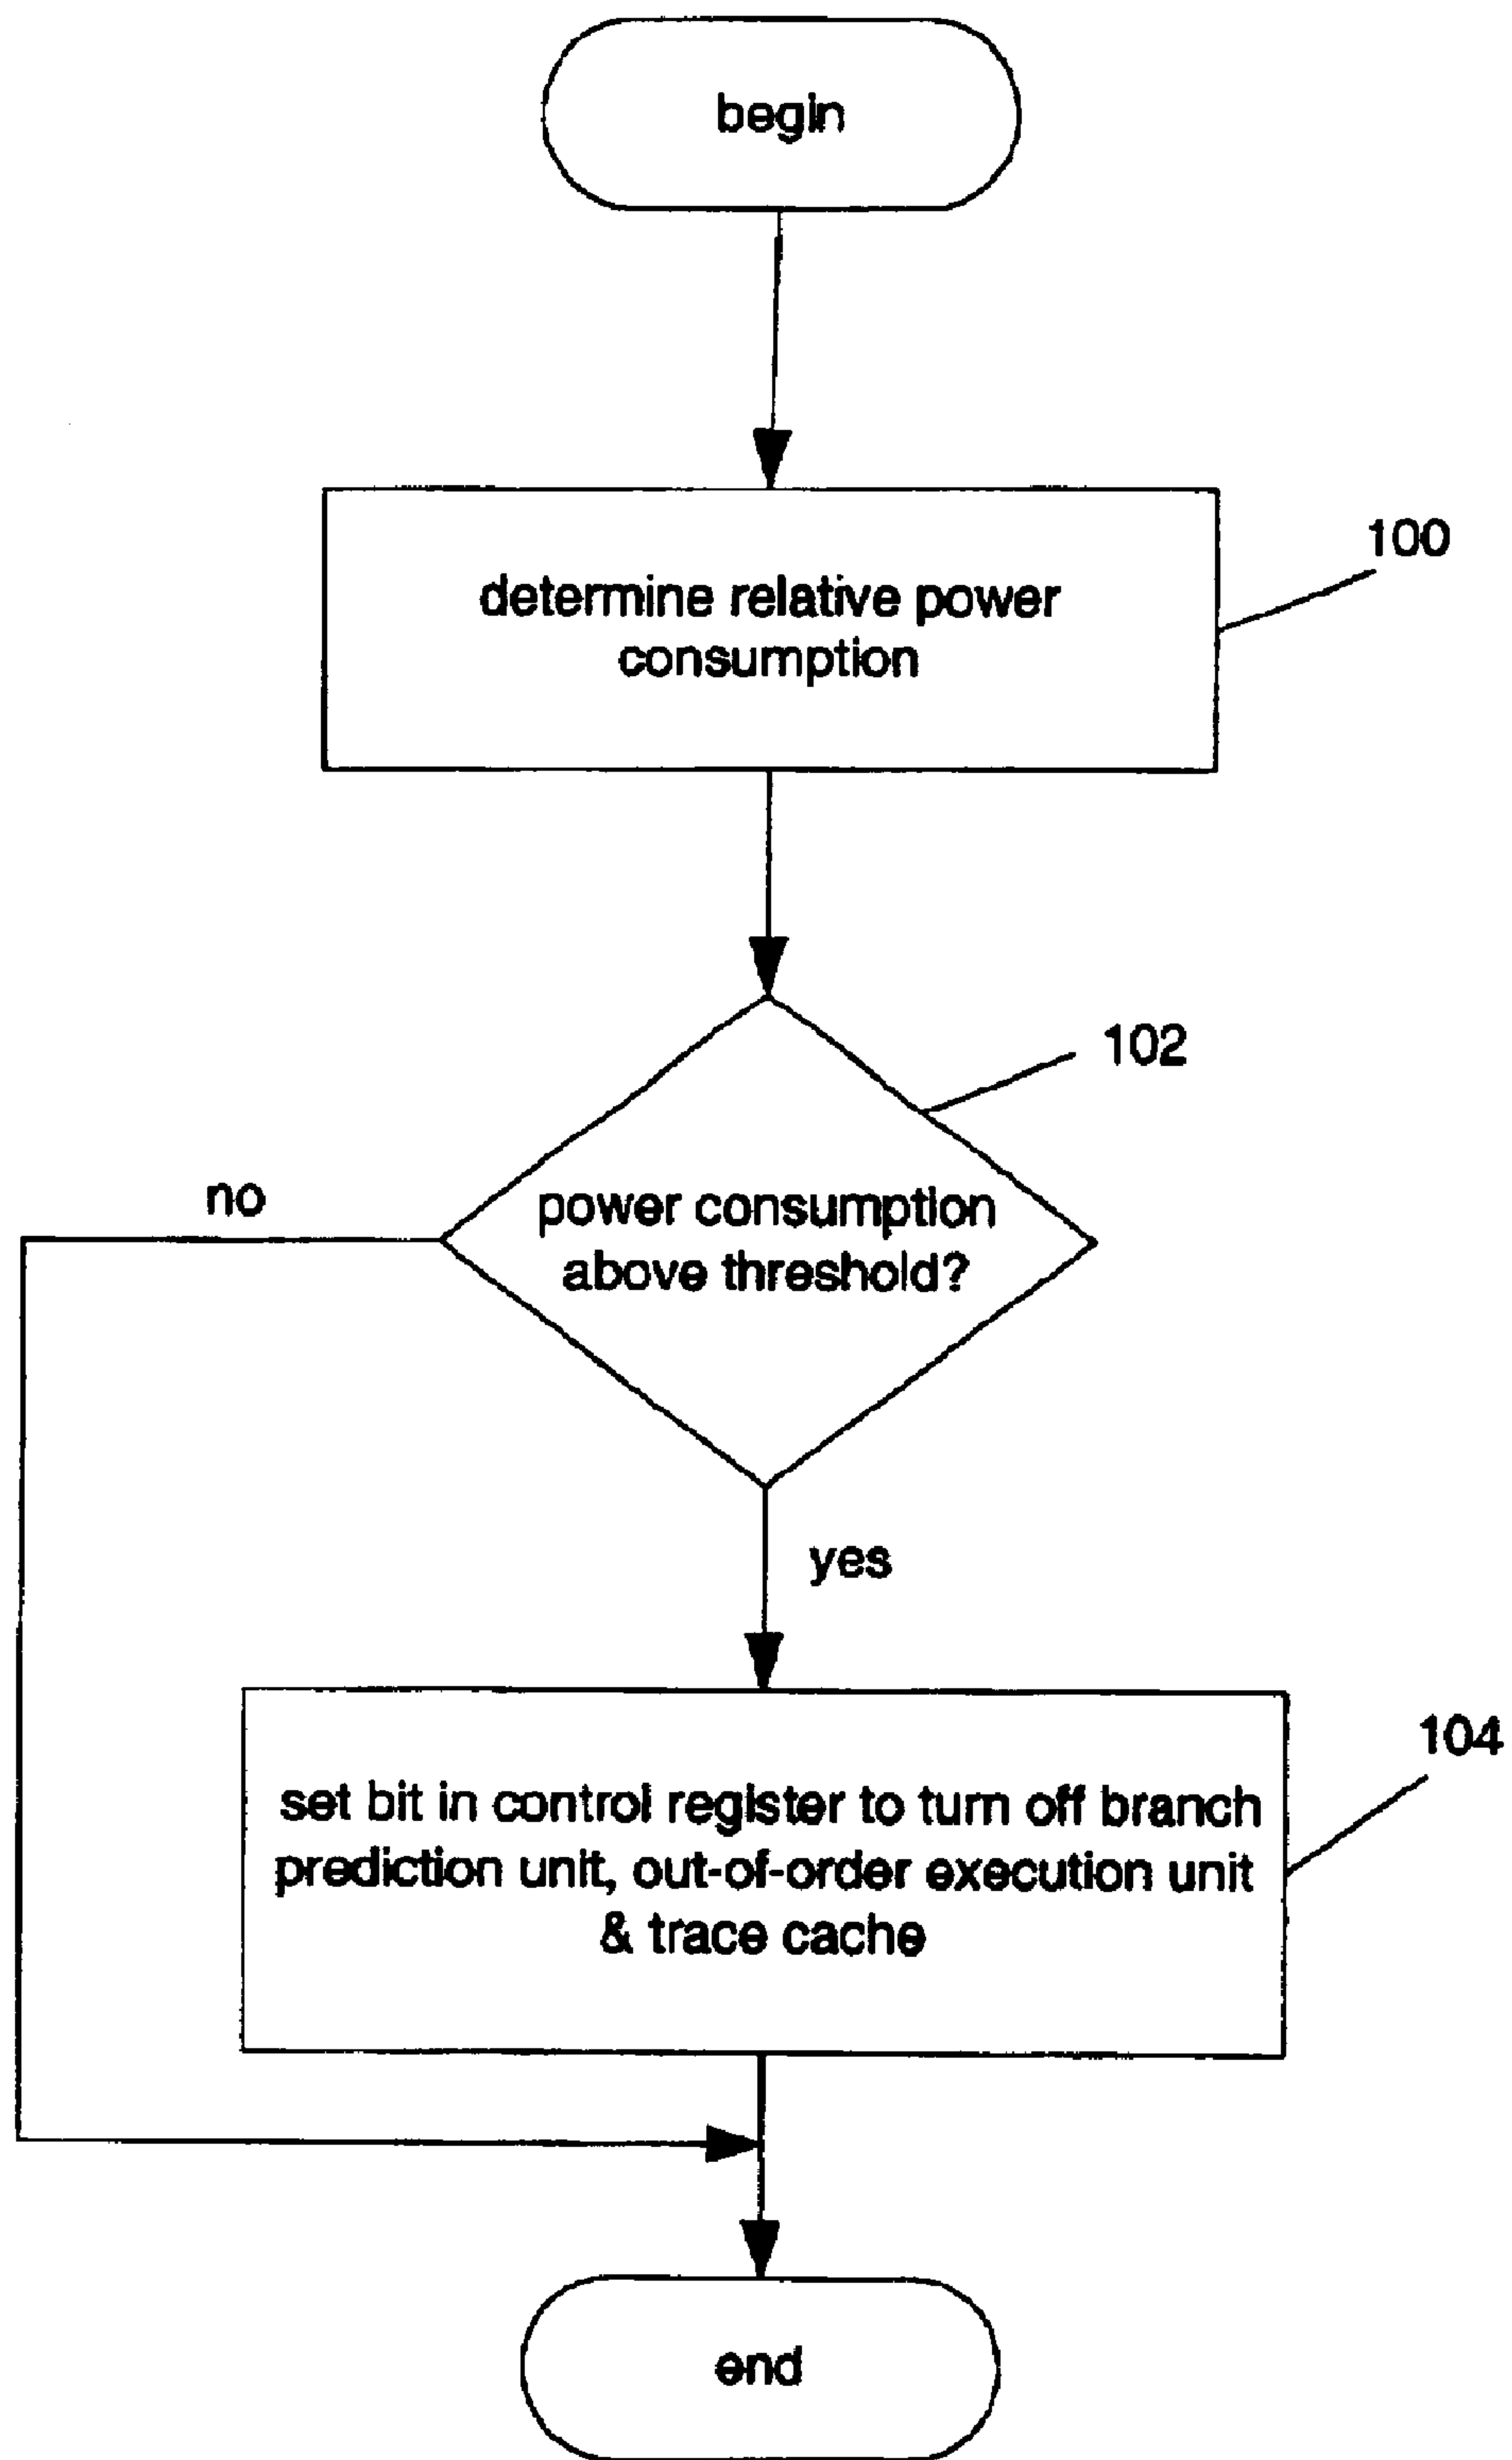 begin
determine relative power
consumption
100
102
no
power consumption
above threshold?
yes
set bit in control register to turn off branch
prediction unit, out-of-order execution unit
& trace cache
104
end